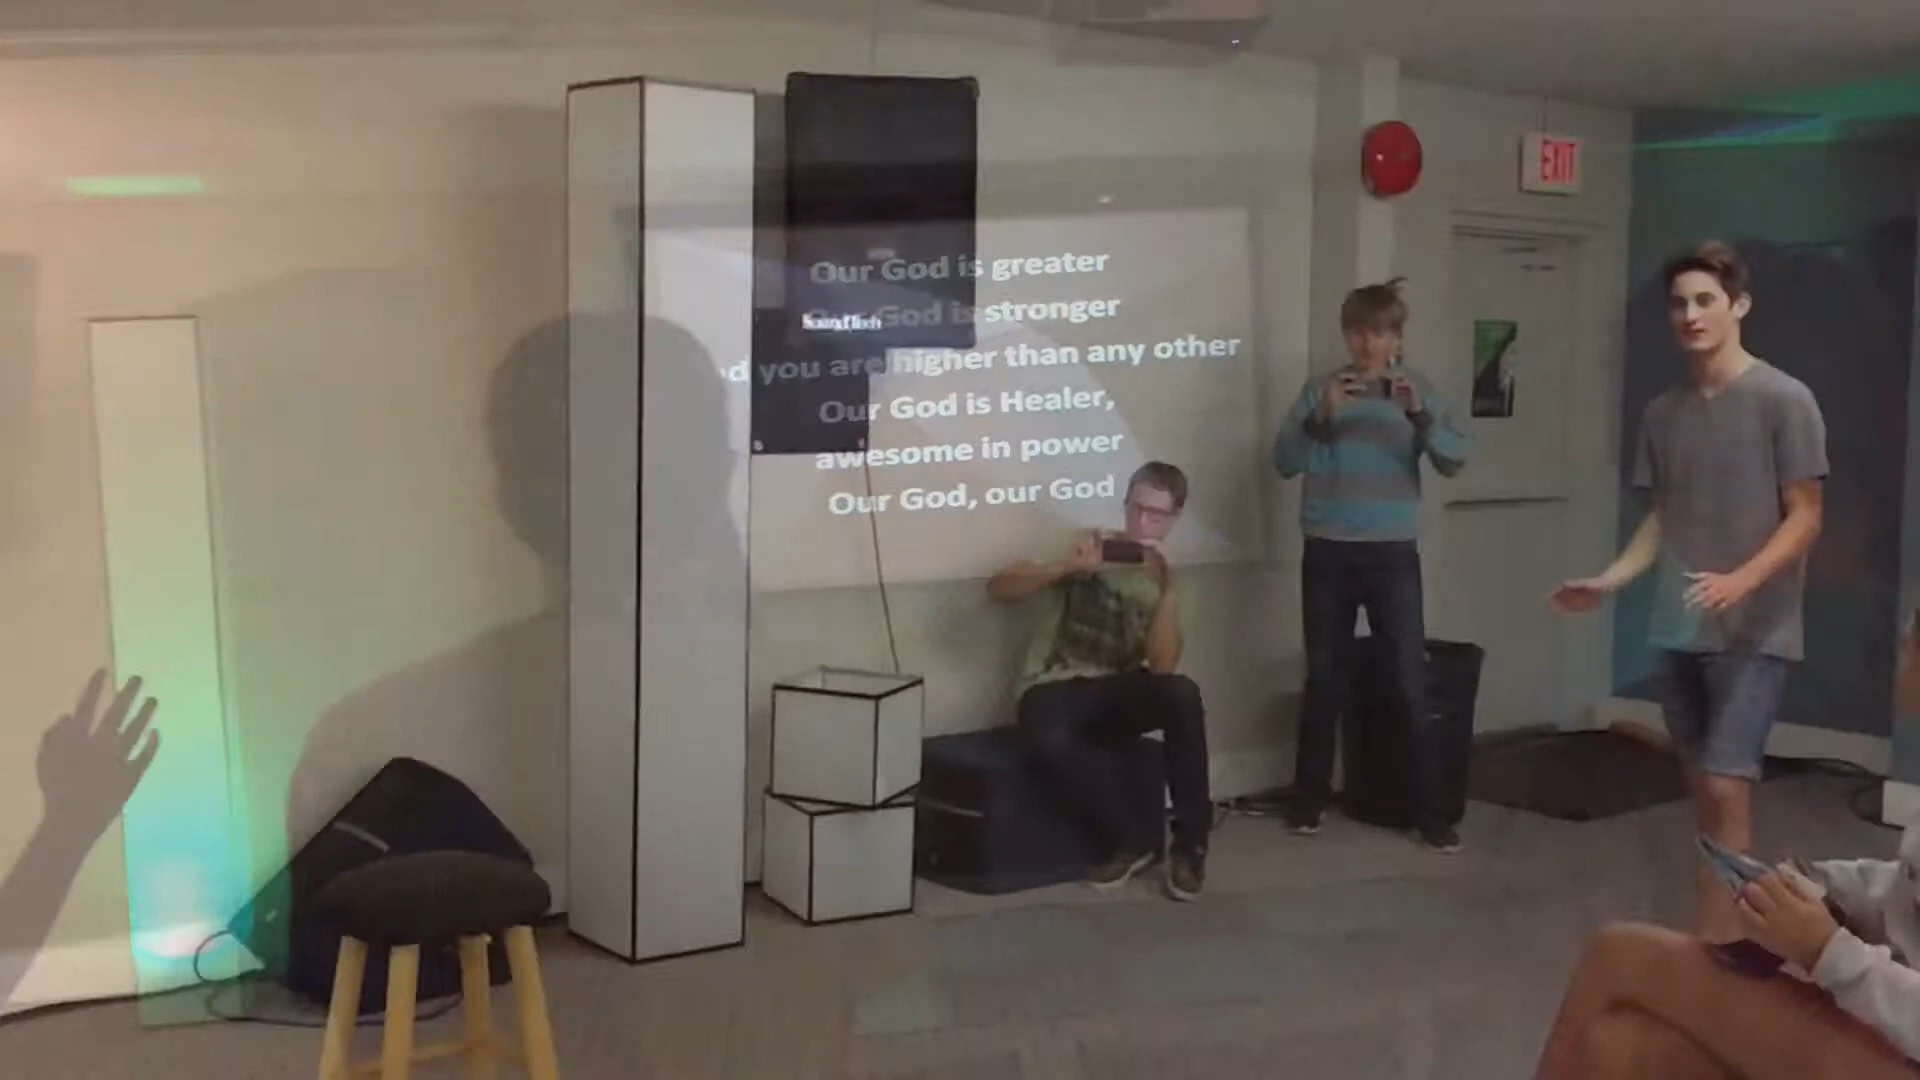 EXIT
Our God is greater
Our God is stronger
d you are higher than any other
Our God is Healer,
awesome in power
Our God, our God